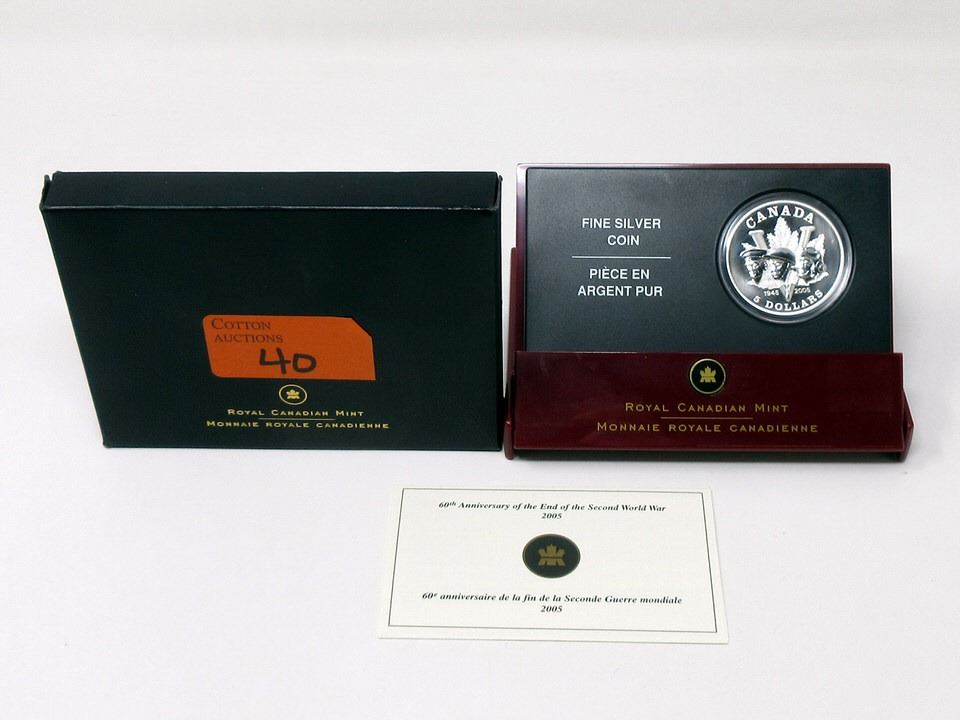 COTTON
AUCTIONS
40
ROYAL CANADIAN MINT
MONNAIE ROYALE CANADIENNE
FINE SILVER
COIN
PIÈCE EN
ARGENT PUR
CANADA
1945 2005
5 DOLLARS
ROYAL CANADIAN MINT
MONNAIE ROYALE CANADIENNE
60th Anniversary of the End of the Second World War
2005
60e anniversaire de la fin de la Seconde Guerre mondiale
2005